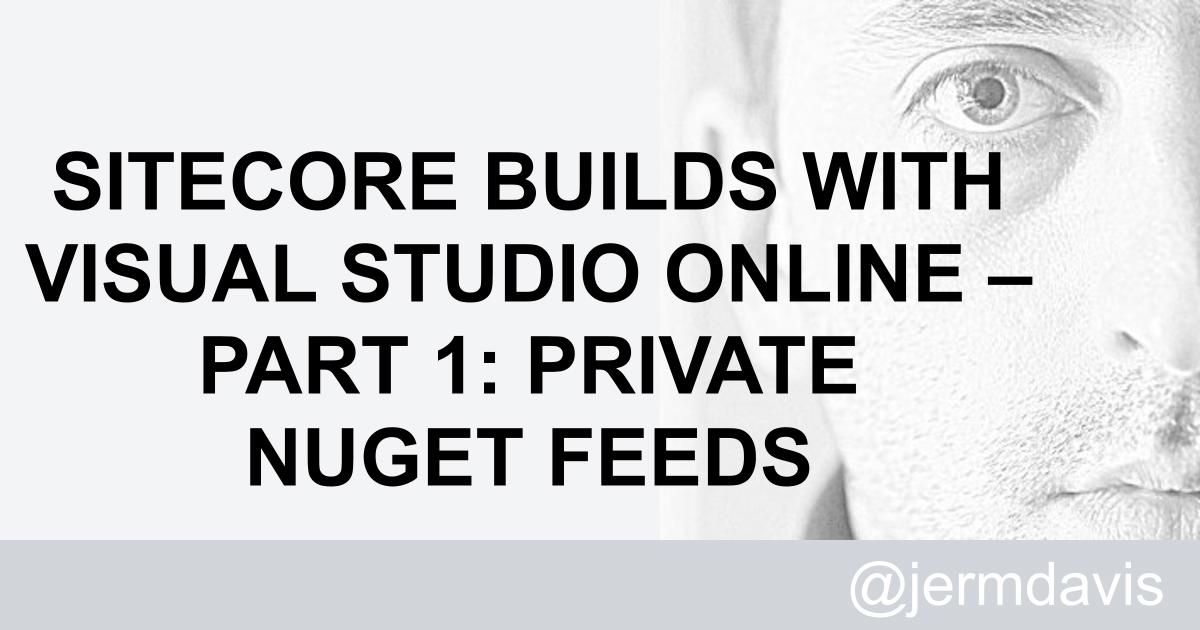 SITECORE BUILDS WITH
VISUAL STUDIO ONLINE –
PART 1: PRIVATE
NUGET FEEDS
@jermdavis